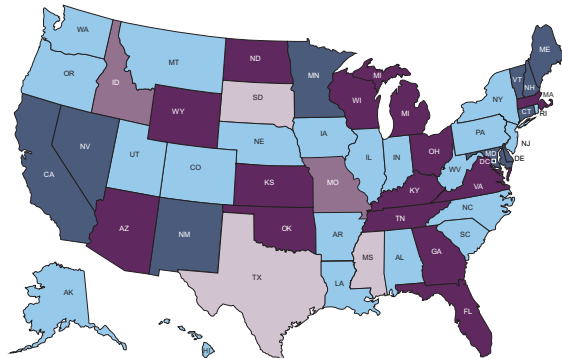 WA
ME
MT
ND
MN
VT
NH
OR
ID
WI
MI
NY
MA
SD
MI
CT
RI
WY
PA
NJ
IA
NE
OH
MD
DE
NV
IL
IN
DC
UT
CO
WV
CA
VA
KS
MO
KY
NC
TN
AZ
NM
OK
AR
SC
MS
AL
GA
TX
LA
AK
FL
HI